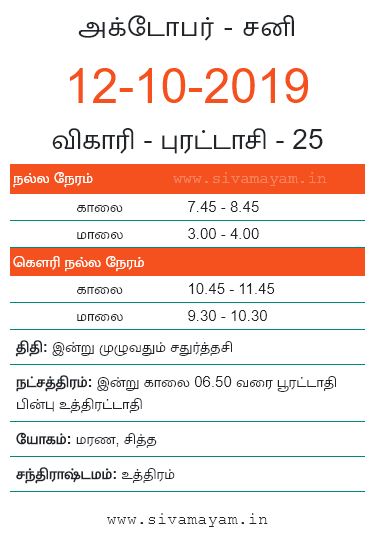 அக்டோபர் - சனி
12-10-2019
விகாரி - புரட்டாசி - 25
நல்ல நேரம் www.sivamayam.in
காலை 7.45 - 8.45
மாலை 3.00 - 4.00
கௌரி நல்ல நேரம்
காலை 10.45 - 11.45
மாலை 9.30 - 10.30
திதி: இன்று முழுவதும் சதுர்த்தசி
நட்சத்திரம்: இன்று காலை 06.50 வரை பூரட்டாதி
பின்பு உத்திரட்டாதி
யோகம்: மரண, சித்த
சந்திராஷ்டமம்: உத்திரம்
www.sivamayam.in